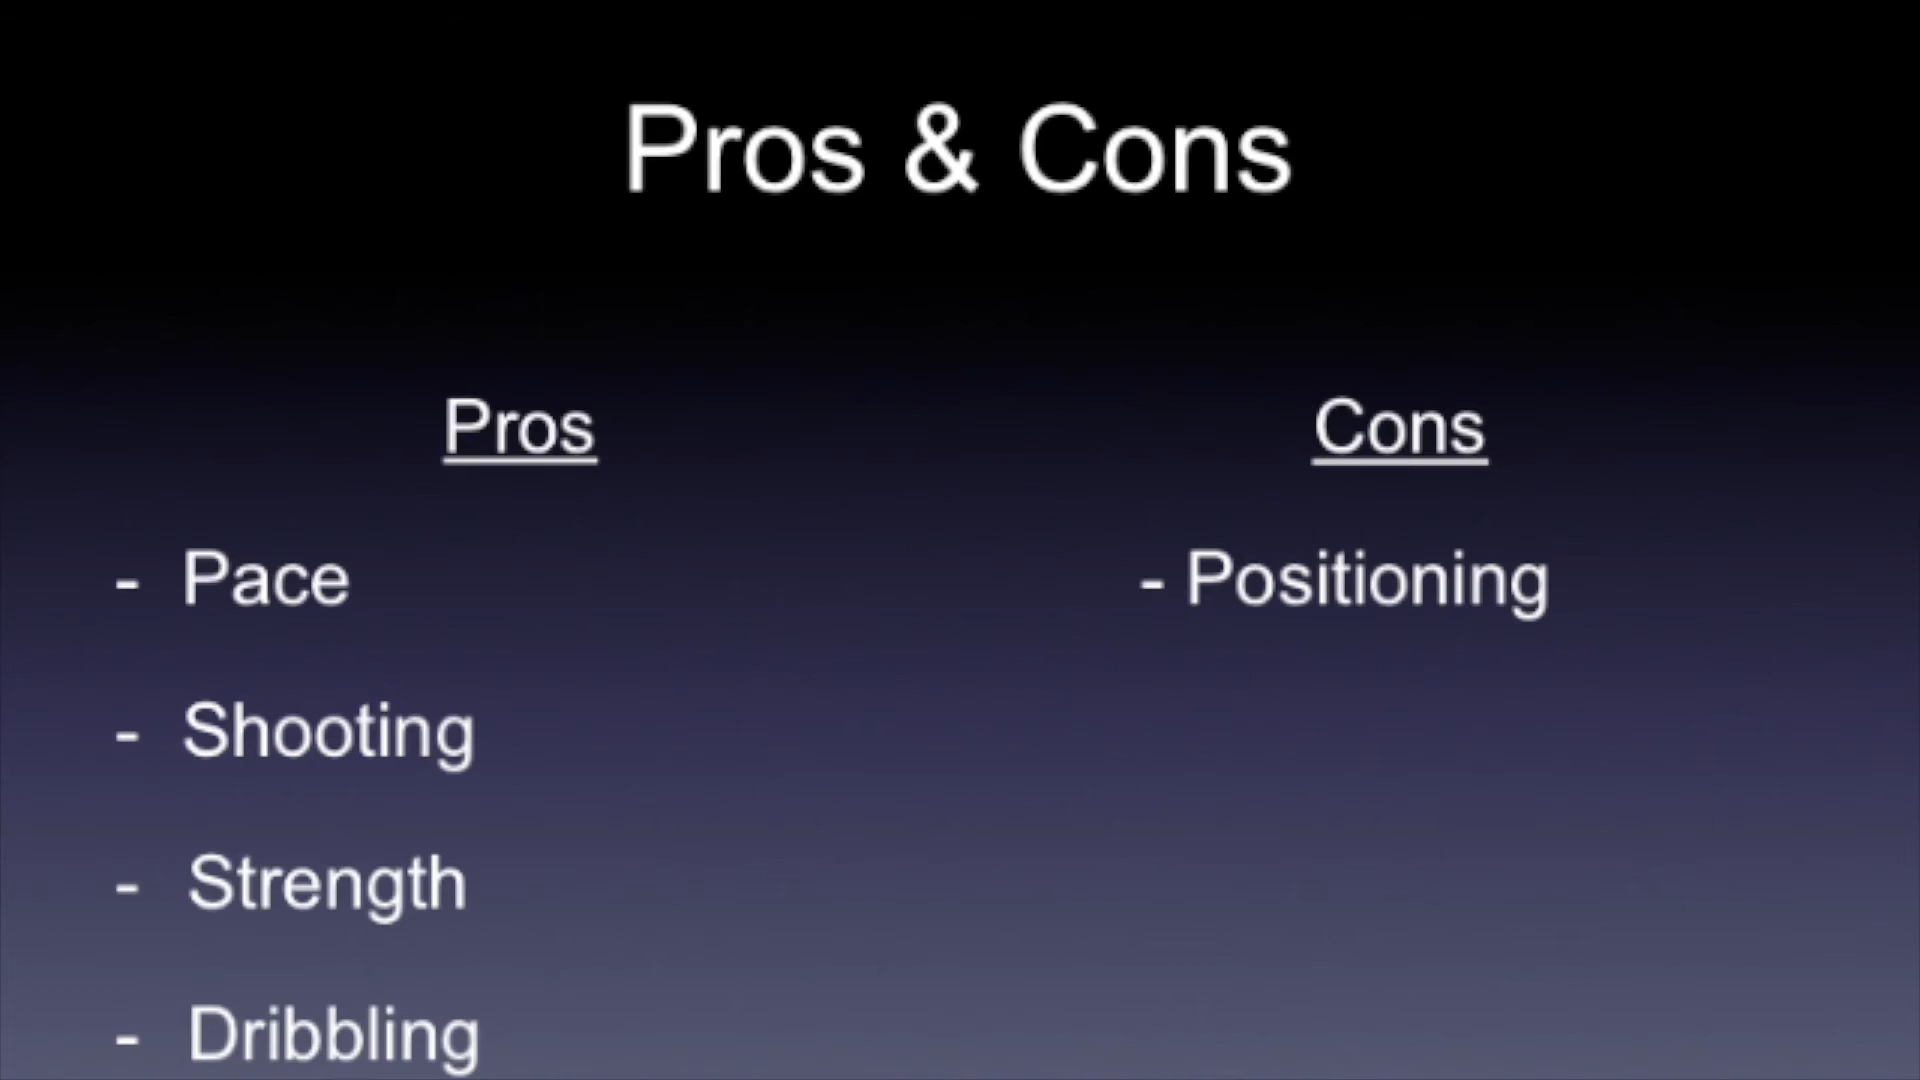 Pros & Cons
Pros
Cons
- Pace
- Positioning
- Shooting
- Strength
- Dribbling